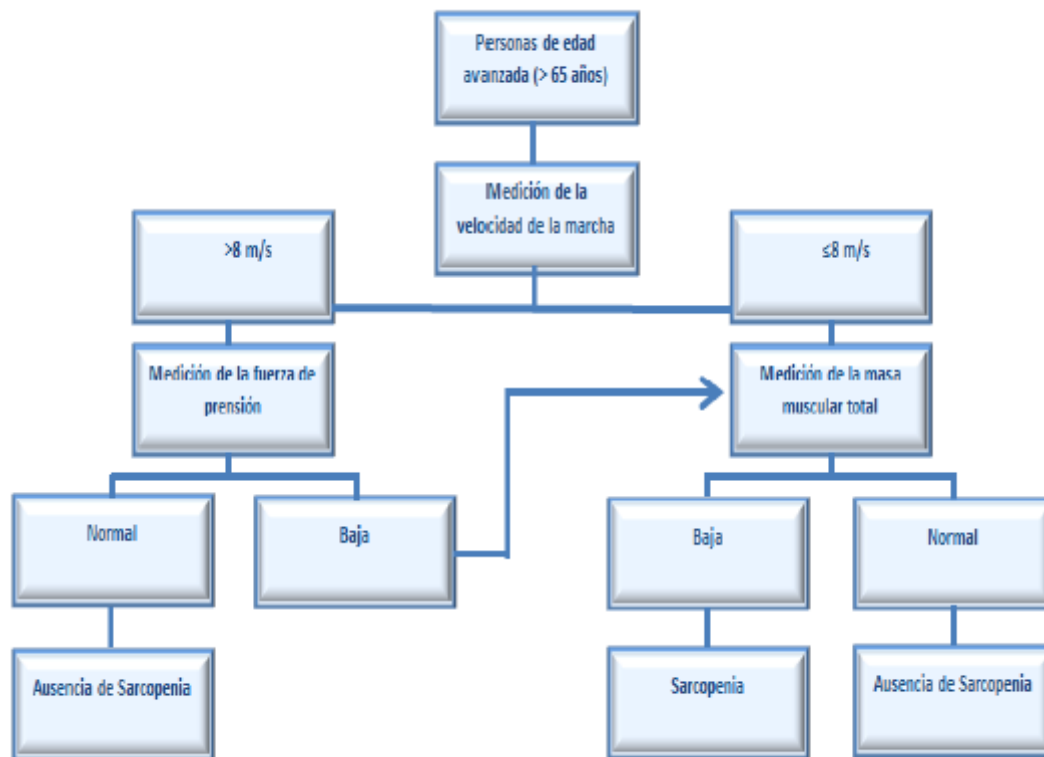 Personas de edad
avanzada (> 65 años)
Medición de la
velocidad de la marcha
>8 m/s
≤8 m/s
Medición de la fuerza de
prensión
Medición de la masa
muscular total
Normal
Baja
Baja
Normal
Ausencia de Sarcopenia
Sarcopenia
Ausencia de Sarcopenia